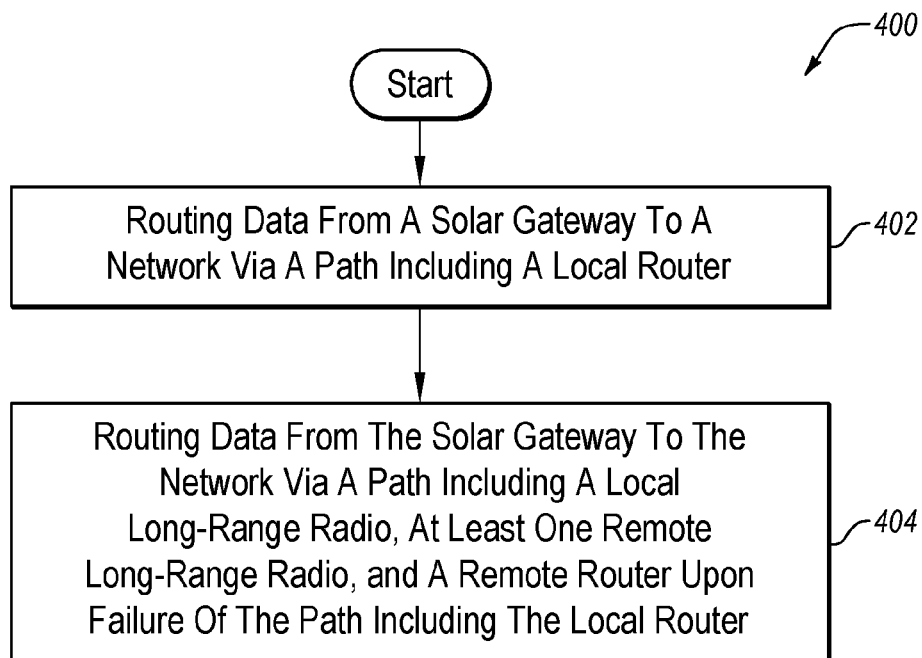 400
Start
Routing Data From A Solar Gateway To A
Network Via A Path Including A Local Router
402
Routing Data From The Solar Gateway To The
Network Via A Path Including A Local
Long-Range Radio, At Least One Remote
Long-Range Radio, and A Remote Router Upon
Failure Of The Path Including The Local Router
404